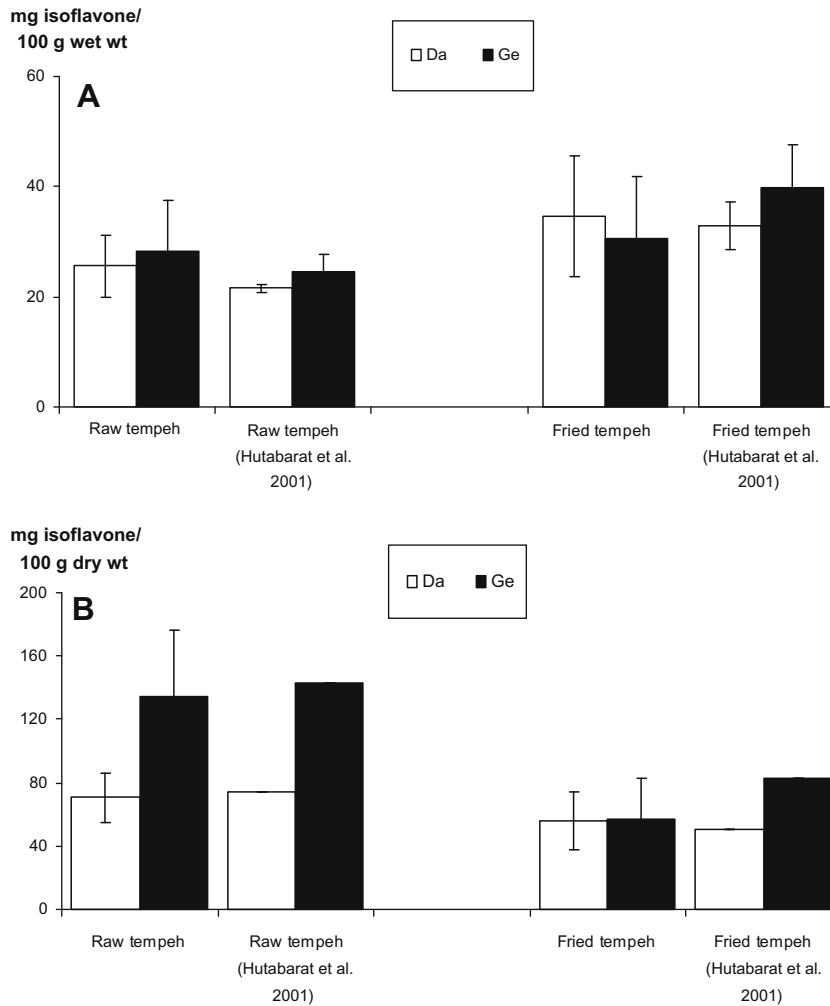 mg isoflavone/
100 g wet wt
Da Ge
A
60
40
20
0
Raw tempeh
Raw tempeh
(Hutabarat et al.
2001)
Fried tempeh
Fried tempeh
(Hutabarat et al.
2001)
mg isoflavone/
100 g dry wt
Da Ge
B
200
160
120
80
40
0
Raw tempeh
Raw tempeh
(Hutabarat et al.
2001)
Fried tempeh
Fried tempeh
(Hutabarat et al.
2001)